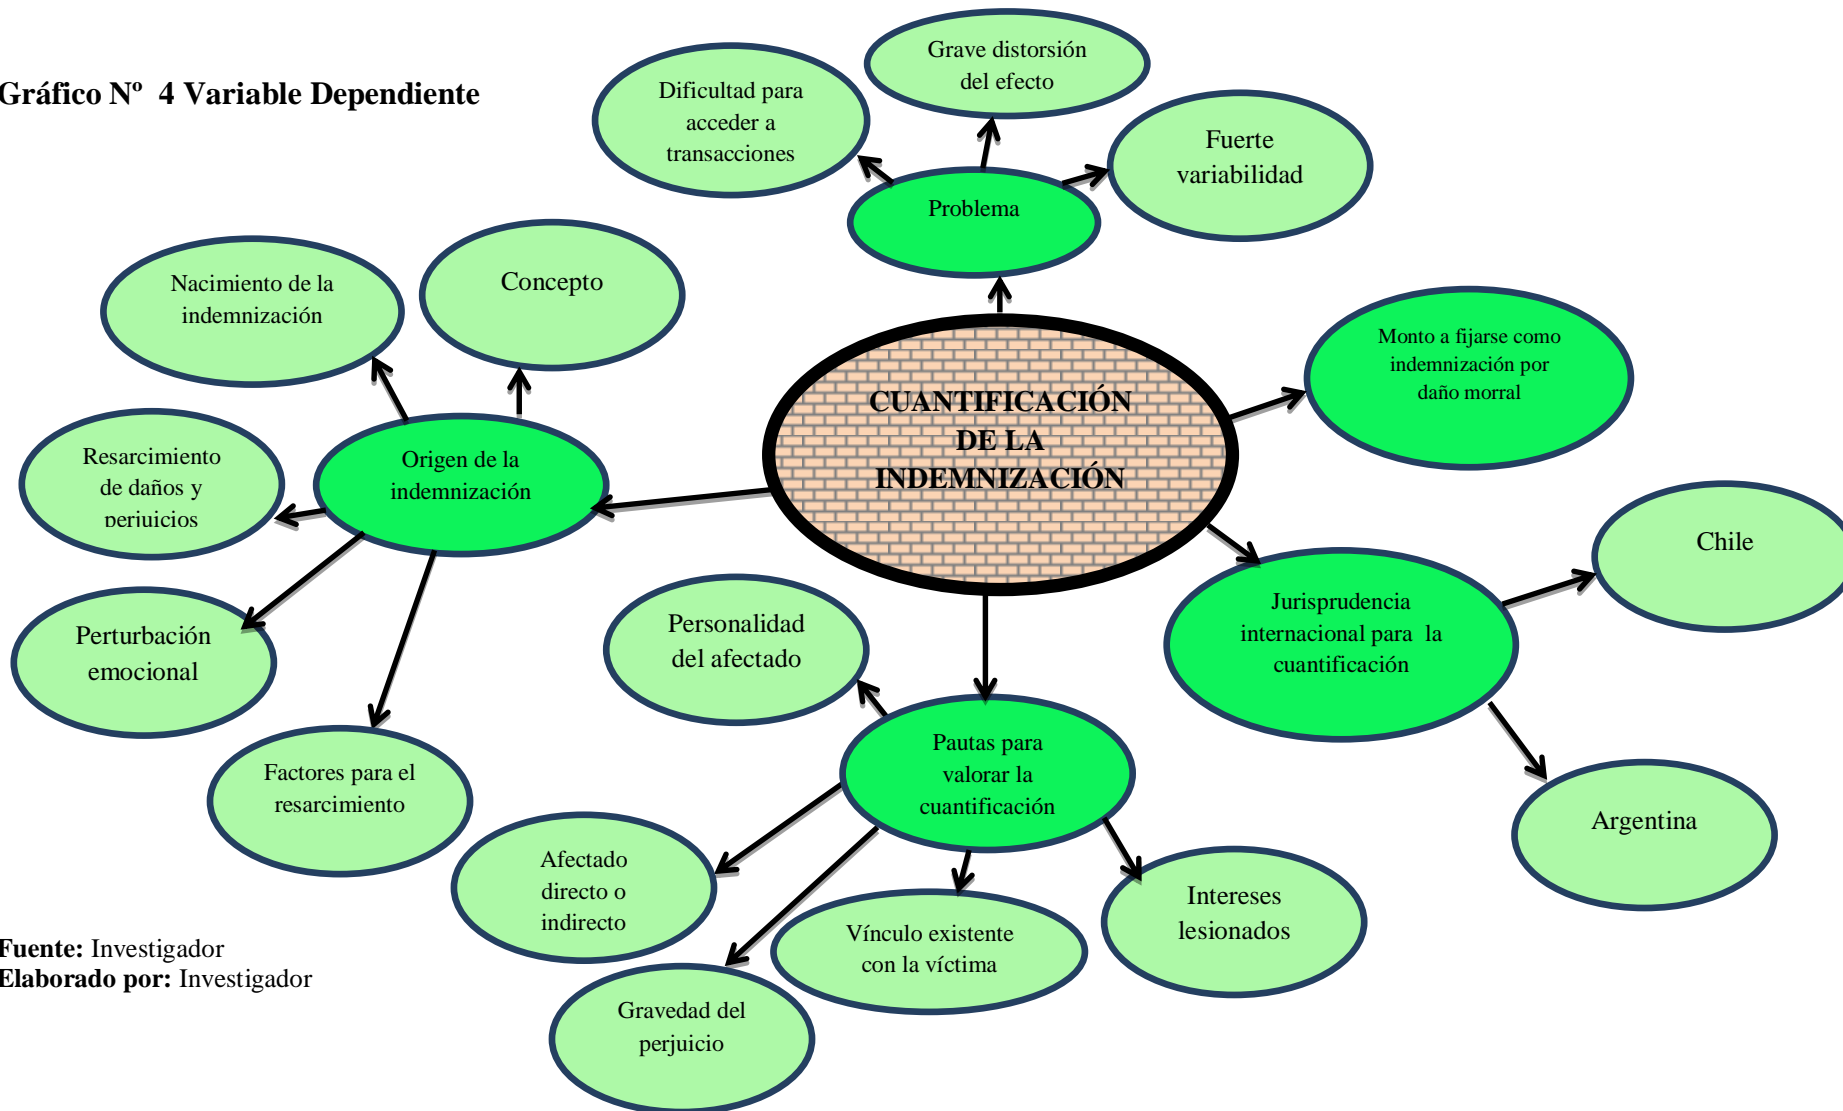 Gráfico Nº 4 Variable Dependiente
Grave distorsión
del efecto
Dificultad para
acceder a
transacciones
Fuerte
variabilidad
Problema
Nacimiento de la
indemnización
Concepto
Monto a fijarse como
indemnización por
daño morral
CUANTIFICACIÓN
DE LA
INDEMNIZACIÓN
Resarcimiento
de daños y
perjuicios
Origen de la
indemnización
Chile
Jurisprudencia
internacional para la
cuantificación
Perturbación
emocional
Personalidad
del afectado
Factores para el
resarcimiento
Pautas para
valorar la
cuantificación
Argentina
Afectado
directo o
indirecto
Intereses
lesionados
Vínculo existente
con la víctima
Gravedad del
perjuicio
Fuente: Investigador
Elaborado por: Investigador